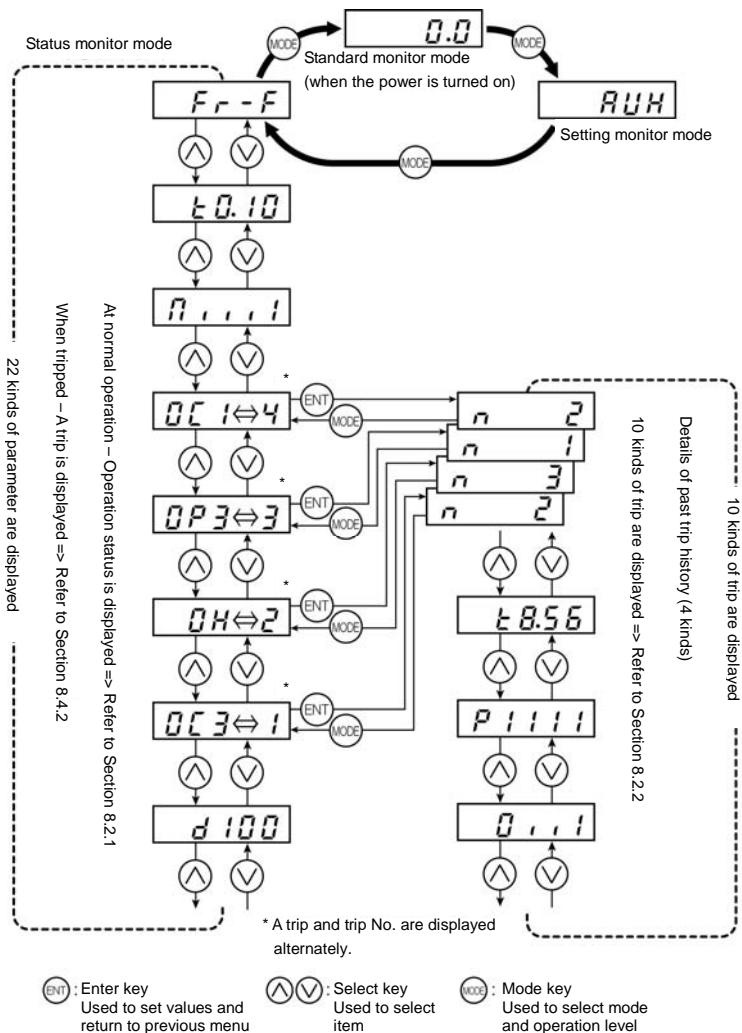 Status monitor mode
MODE
0.0
MODE
Standard monitor mode
(when the power is turned on)
Fr-F
AUH
Setting monitor mode
MODE
t0.10
At normal operation – Operation status is displayed => Refer to Section 8.2.1
When tripped – A trip is displayed => Refer to Section 8.4.2
22 kinds of parameter are displayed
*
OC1⇔4
ENT
MODE
n 2
*
OP3⇔3
ENT
MODE
n 1
*
OH⇔2
ENT
MODE
n 3
*
OC3⇔1
ENT
MODE
n 2
10 kinds of trip are displayed
Details of past trip history (4 kinds)
10 kinds of trip are displayed => Refer to Section 8.2.2
t8.56
P1111
d100
* A trip and trip No. are displayed
alternately.
ENT : Enter key
Used to set values and
return to previous menu
: Select key
Used to select
item
MODE : Mode key
Used to select mode
and operation level